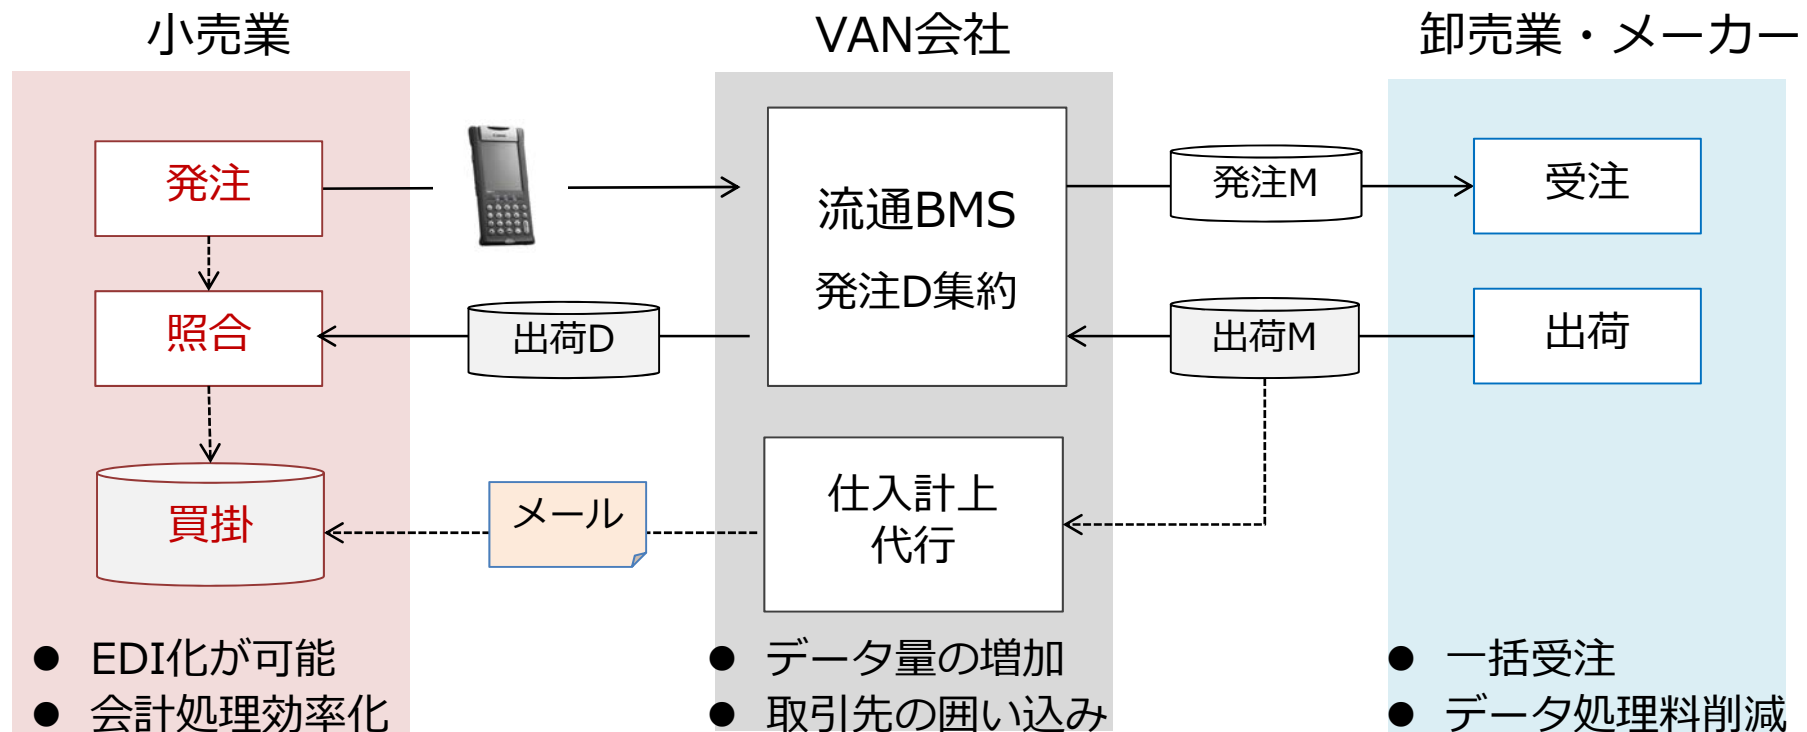 小売業
VAN会社
卸売業・メーカー
発注
流通BMS
発注D集約
発注M
受注
照合
出荷D
出荷M
出荷
買掛
メール
仕入計上
代行
● EDI化が可能
● 会計処理効率化
● データ量の増加
● 取引先の囲い込み
● 一括受注
● データ処理料削減